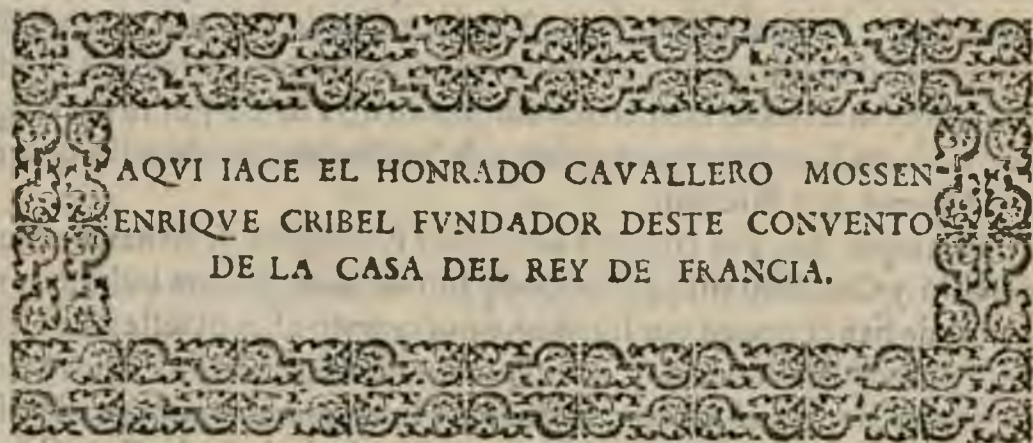 AQVI IACE EL HONRADO CAVALLERO MOSSEN
ENRIQVE CRIBEL FVNDADOR DESTE CONVENTO
DE LA CASA DEL REY DE FRANCIA.